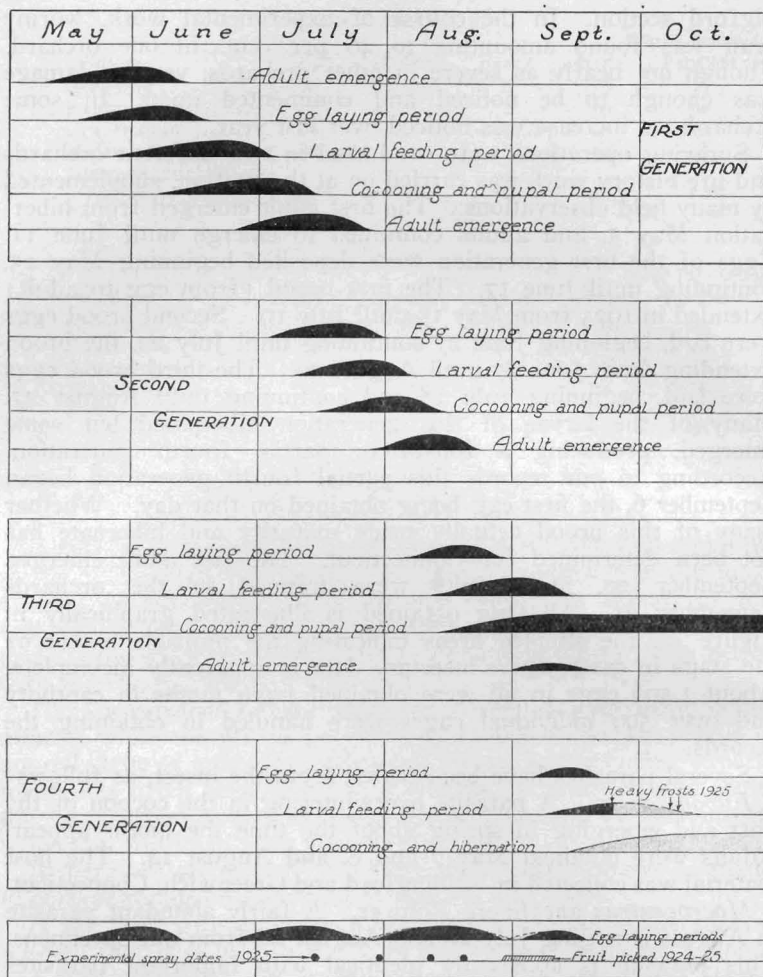 May June July Aug. Sept. Oct.
Adult emergence
Egg laying period
FIRST
Larval feeding period
GENERATION
Cocooning and pupal period
Adult emergence
Egg laying period
Larval feeding period
SECOND
Cocooning and pupal period
GENERATION
Adult emergence
Egg laying period
Larval feeding period
THIRD
Cocooning and pupal period
GENERATION
Adult emergence
Egg laying period
FOURTH
Heavy frosts 1925
Larval feeding period
GENERATION
Cocooning and hibernation
Egg laying periods
Experimental spray dates 1925
Fruit picked 1924-25